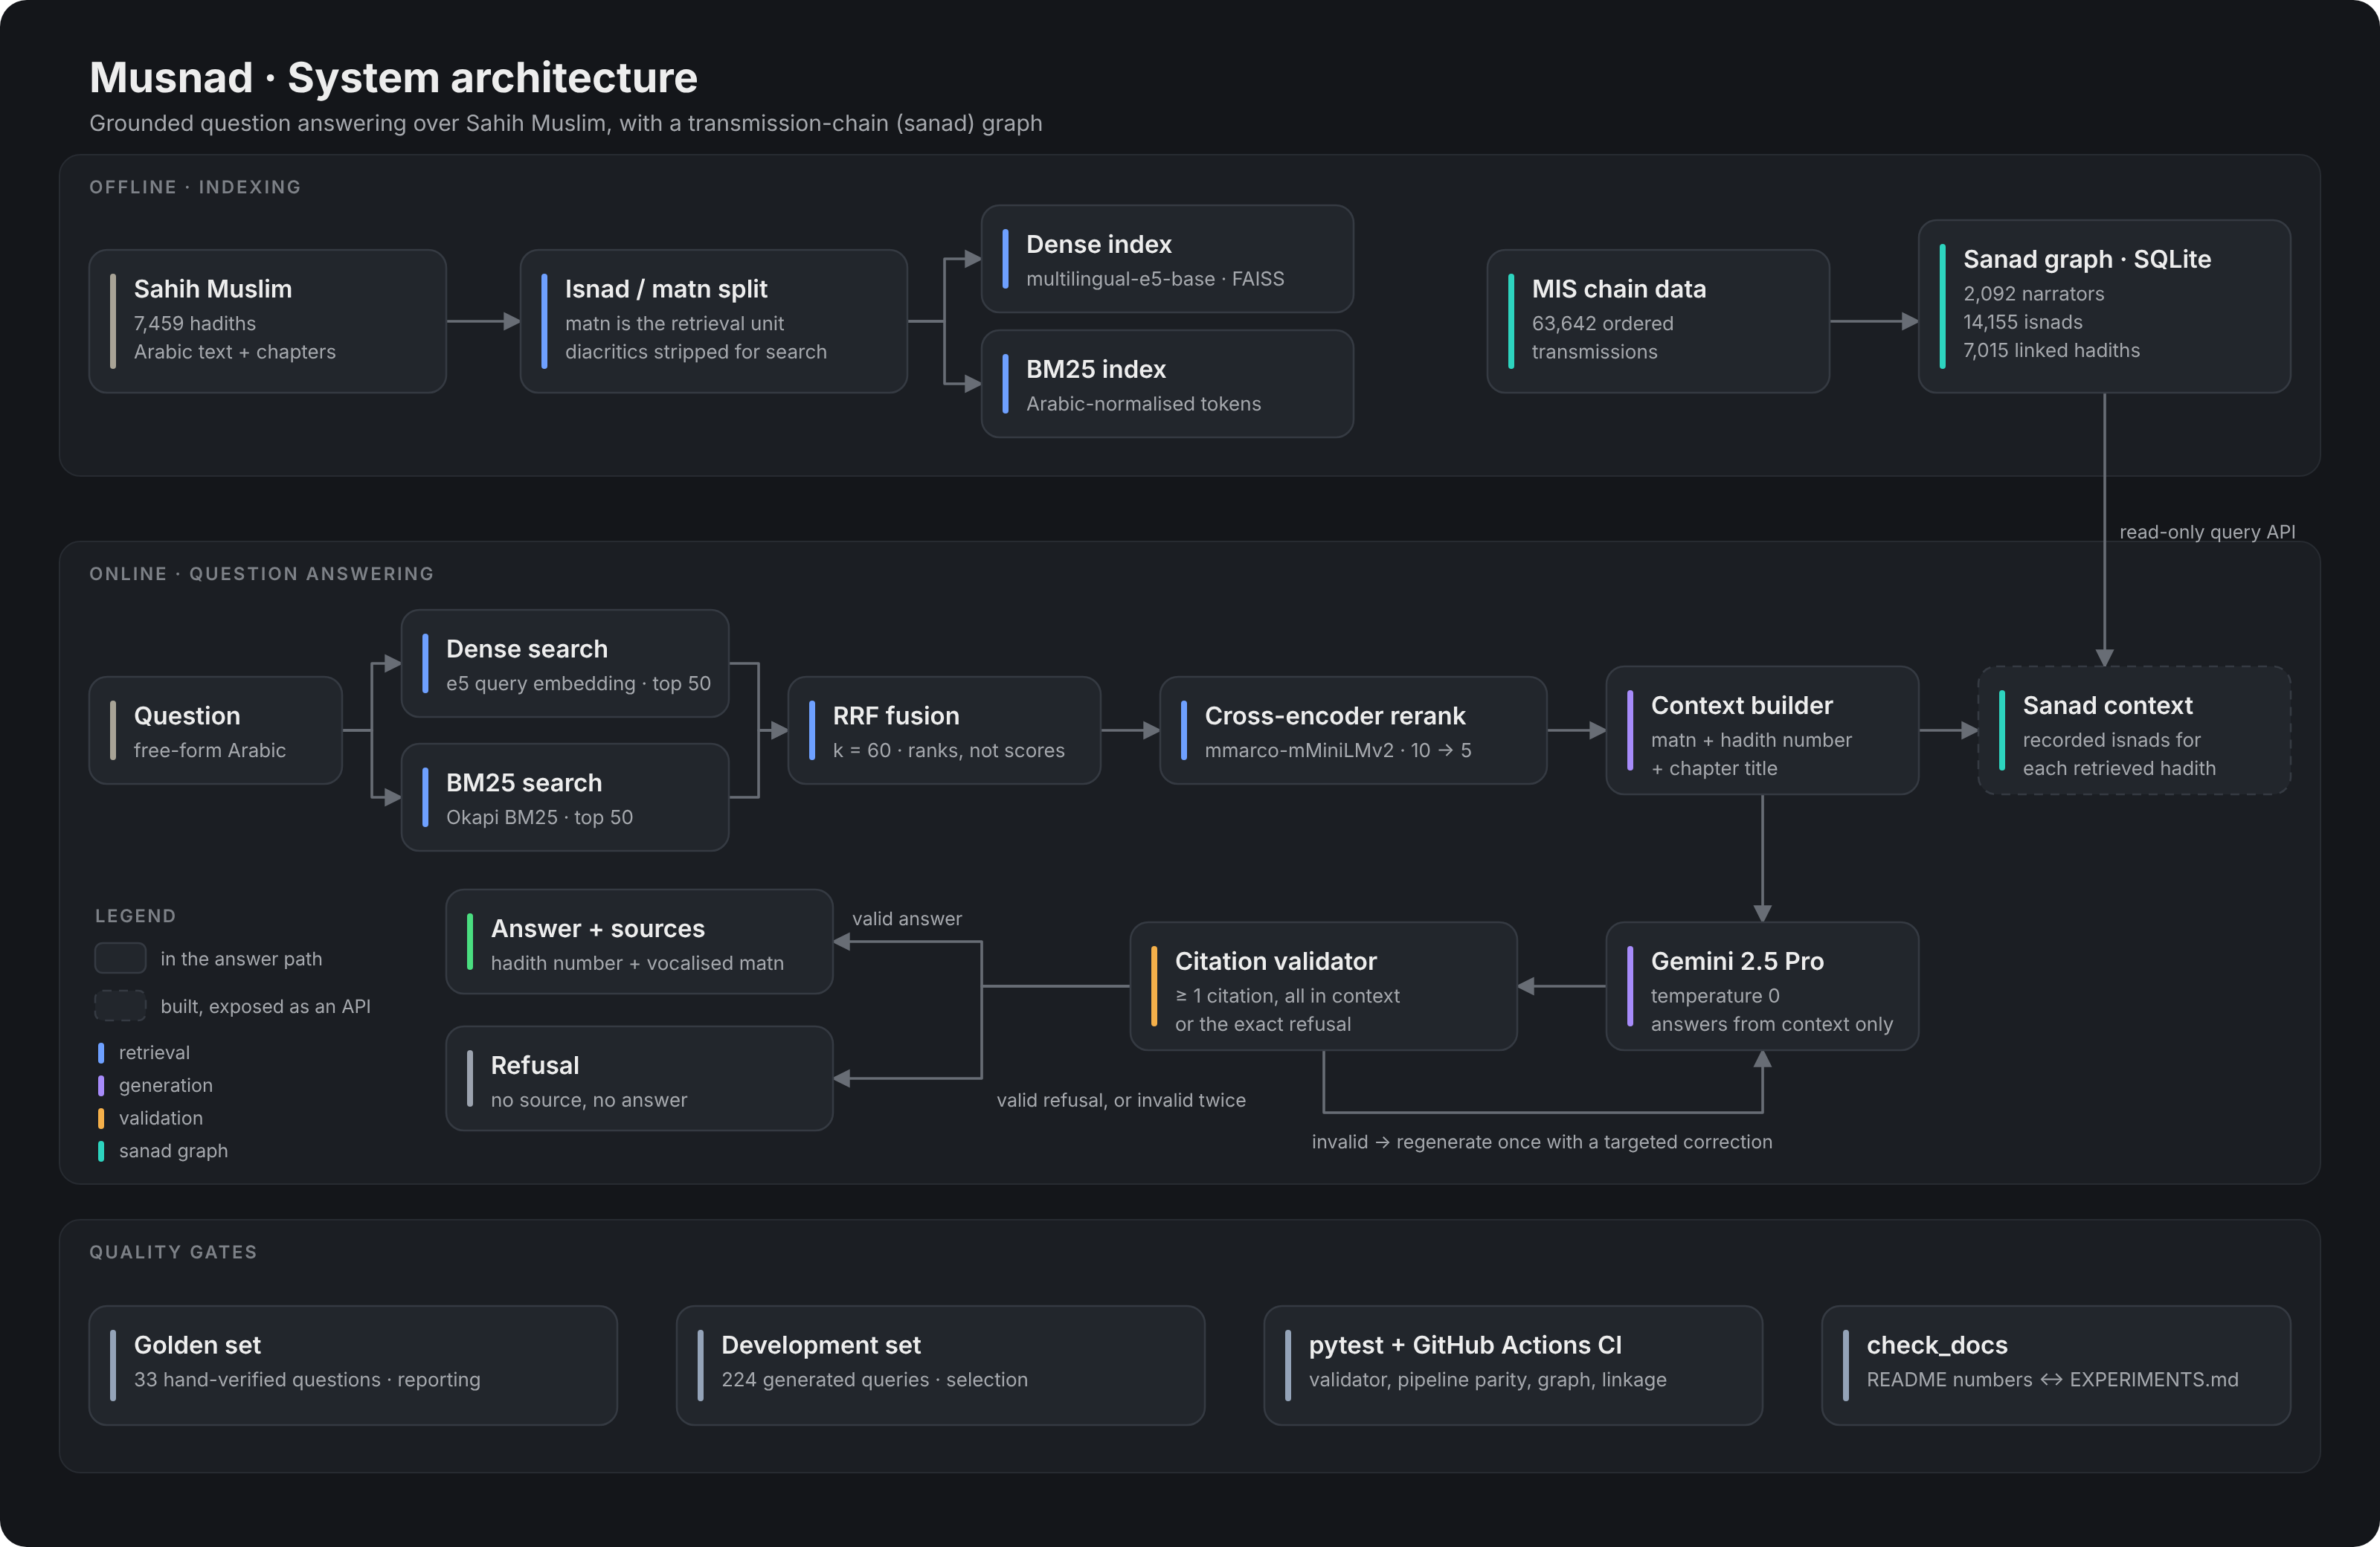 Musnad · System architecture
Grounded question answering over Sahih Muslim, with a transmission-chain (sanad) graph
OFFLINE · INDEXING
Sahih Muslim
7,459 hadiths
Arabic text + chapters
Isnad / matn split
matn is the retrieval unit
diacritics stripped for search
Dense index
multilingual-e5-base · FAISS
BM25 index
Arabic-normalised tokens
MIS chain data
63,642 ordered
transmissions
Sanad graph · SQLite
2,092 narrators
14,155 isnads
7,015 linked hadiths
read-only query API
ONLINE · QUESTION ANSWERING
Question
free-form Arabic
Dense search
e5 query embedding · top 50
BM25 search
Okapi BM25 · top 50
RRF fusion
k = 60 · ranks, not scores
Cross-encoder rerank
mmarco-mMiniLMv2 · 10 → 5
Context builder
matn + hadith number
+ chapter title
Sanad context
recorded isnads for
each retrieved hadith
LEGEND
in the answer path
built, exposed as an API
retrieval
generation
validation
sanad graph
Answer + sources
hadith number + vocalised matn
Refusal
no source, no answer
valid answer
valid refusal, or invalid twice
Citation validator
≥ 1 citation, all in context
or the exact refusal
Gemini 2.5 Pro
temperature 0
answers from context only
invalid → regenerate once with a targeted correction
QUALITY GATES
Golden set
33 hand-verified questions · reporting
Development set
224 generated queries · selection
pytest + GitHub Actions CI
validator, pipeline parity, graph, linkage
check_docs
README numbers ↔ EXPERIMENTS.md